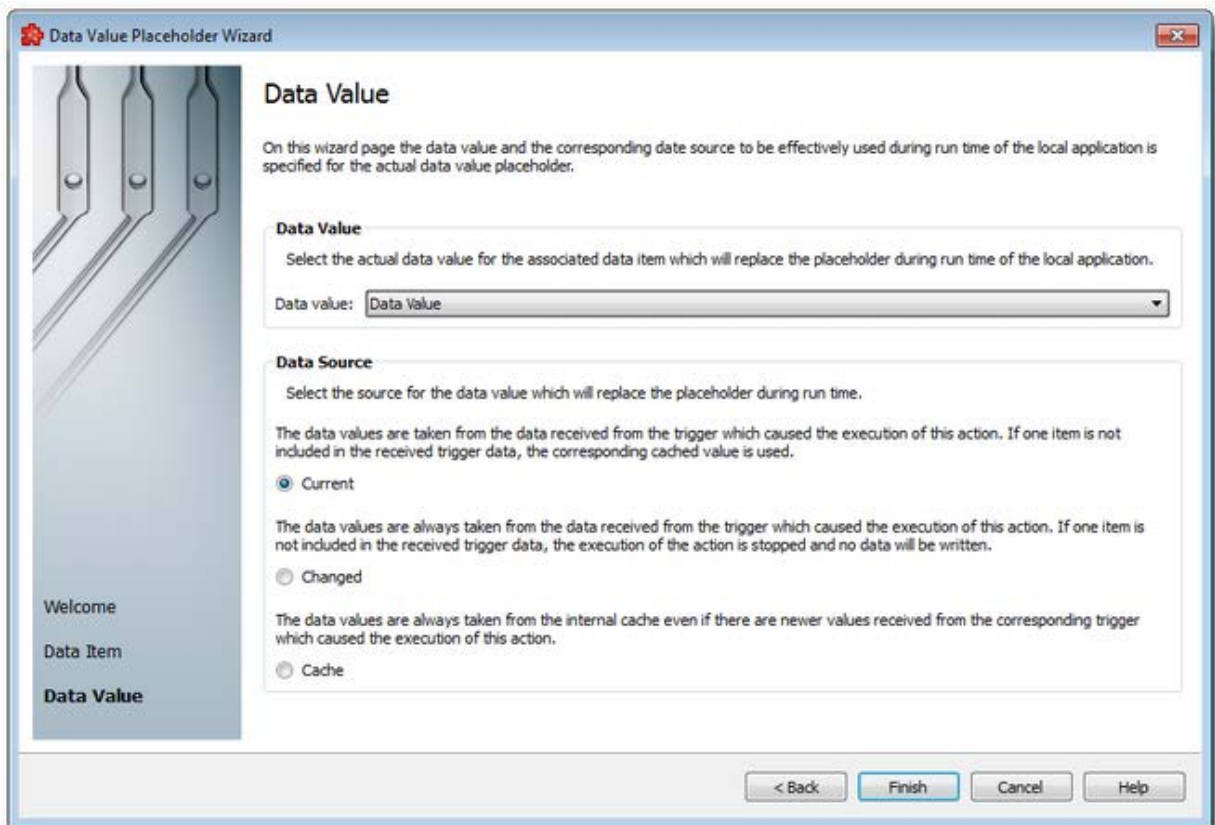 Data Value Placeholder Wizard
Data Value
On this wizard page the data value and the corresponding date source to be effectively used during run time of the local application is
specified for the actual data value placeholder.
Data Value
Select the actual data value for the associated data item which will replace the placeholder during run time of the local application.
Data value: Data Value
Data Source
Select the source for the data value which will replace the placeholder during run time.
The data values are taken from the data received from the trigger which caused the execution of this action. If one item is not
included in the received trigger data, the corresponding cached value is used.
Current
The data values are always taken from the data received from the trigger which caused the execution of this action. If one item is
not included in the received trigger data, the execution of the action is stopped and no data will be written.
Changed
The data values are always taken from the internal cache even if there are newer values received from the corresponding trigger
which caused the execution of this action.
Cache
Welcome
Data Item
Data Value
< Back Finish Cancel Help